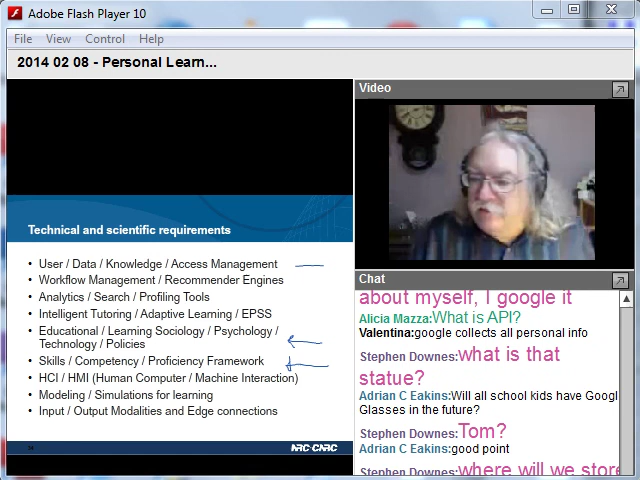 Adobe Flash Player 10
File View Control Help
2014 02 08 - Personal Learn...
Technical and scientific requirements
• User / Data / Knowledge / Access Management
• Workflow Management / Recommender Engines
• Analytics / Search / Profiling Tools
• Intelligent Tutoring / Adaptive Learning / EPSS
• Educational / Learning Sociology / Psychology /
Technology / Policies
• Skills / Competency / Proficiency Framework
• HCI / HMI (Human Computer / Machine Interaction)
• Modeling / Simulations for learning
• Input / Output Modalities and Edge connections
NRC-CNRC
Video
Chat
about myself, I google it
Alicia Mazza:What is API?
Valentina:google collects all personal info
Stephen Downes:what is that
statue?
Adrian C Eakins:Will all school kids have Googl
Glasses in the future?
Stephen Downes:Tom?
Adrian C Eakins:good point
Stephen Downes:where will we store